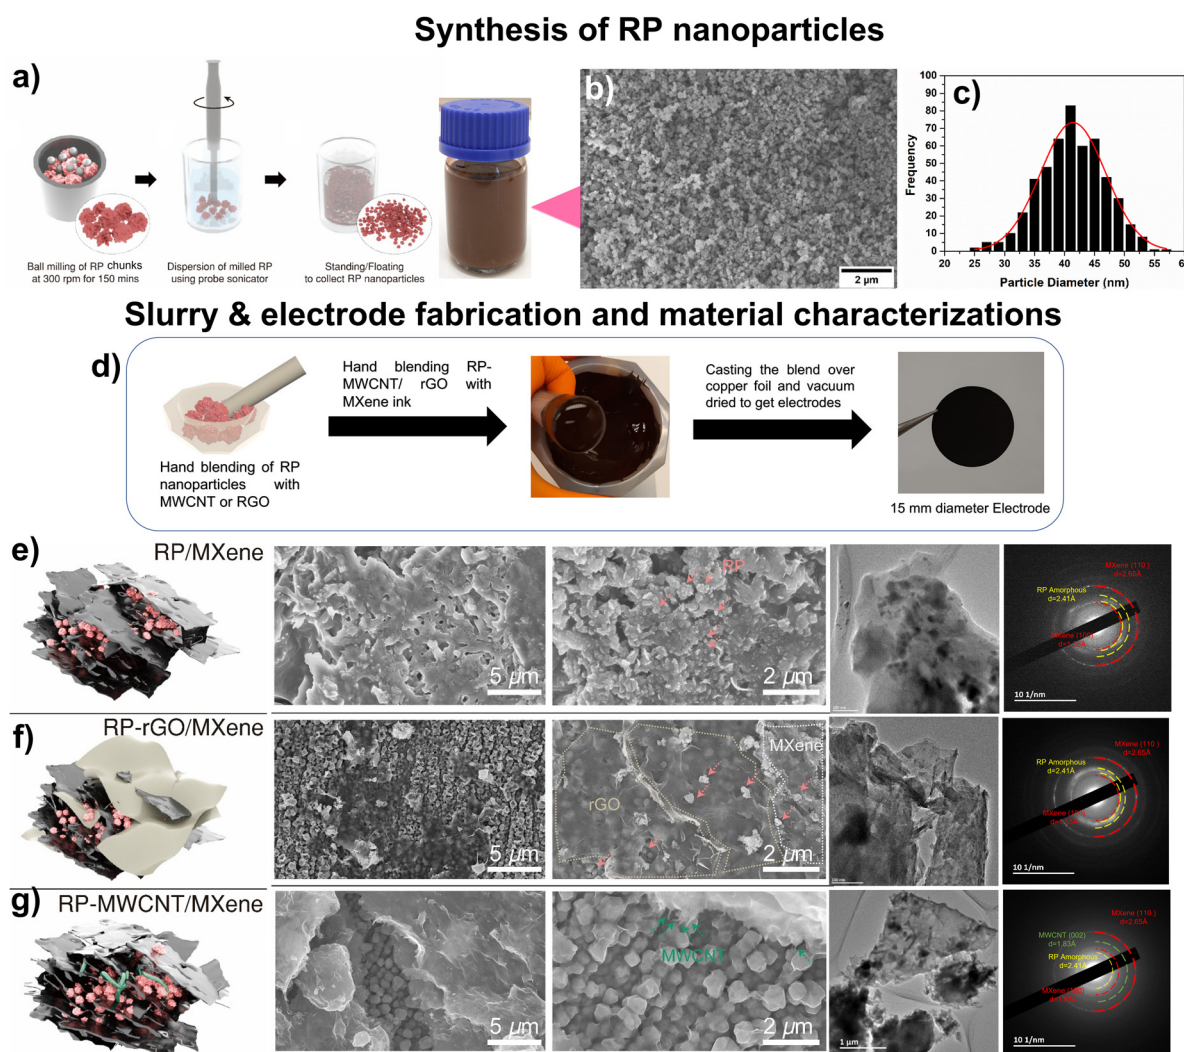 Synthesis of RP nanoparticles
a)
Ball milling of RP chunks
at 300 rpm for 150 mins
Dispersion of milled RP
using probe sonicator
Standing/Floating
to collect RP nanoparticles
b)
2 µm
c)
Frequency
100
90
80
70
60
50
40
30
20
10
0
20 25 30 35 40 45 50 55
Particle Diameter (nm)
Slurry & electrode fabrication and material characterizations
d)
Hand blending of RP
nanoparticles with
MWCNT or RGO
Hand blending RP-
MWCNT/ rGO with
MXene ink
Casting the blend over
copper foil and vacuum
dried to get electrodes
15 mm diameter Electrode
e)
RP/MXene
5 µm
RP
2 µm
MXene (110 )
d=2.65Å
RP Amorphous
d=2.41Å
10 1/nm
f)
RP-rGO/MXene
5 µm
rGO
MXene
2 µm
MXene (110 )
d=2.65Å
RP Amorphous
d=2.41Å
10 1/nm
g)
RP-MWCNT/MXene
5 µm
MWCNT
2 µm
1 µm
MXene (110 )
d=2.65Å
MWCNT (002)
d=1.83Å
RP Amorphous
d=2.41Å
10 1/nm